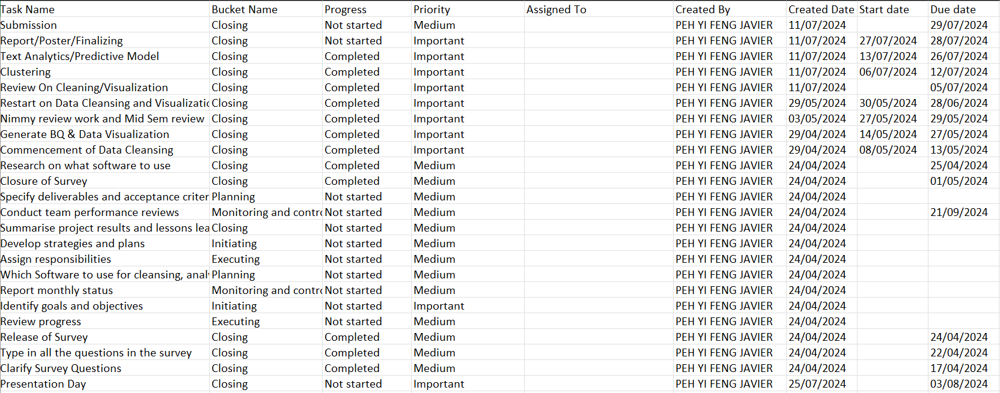 Task Name Bucket Name Progress Priority Assigned To Created By Created Date Start date Due date
Submission Closing Not started Medium PEH YI FENG JAVIER 11/07/2024 29/07/2024
Report/Poster/Finalizing Closing Not started Important PEH YI FENG JAVIER 11/07/2024 27/07/2024 28/07/2024
Text Analytics/Predictive Model Closing Completed Important PEH YI FENG JAVIER 11/07/2024 13/07/2024 26/07/2024
Clustering Closing Completed Important PEH YI FENG JAVIER 11/07/2024 06/07/2024 12/07/2024
Review On Cleaning/Visualization Closing Completed Important PEH YI FENG JAVIER 11/07/2024 05/07/2024
Restart on Data Cleansing and Visualizatic Closing Completed Important PEH YI FENG JAVIER 29/05/2024 30/05/2024 28/06/2024
Nimmy review work and Mid Sem review Closing Completed Important PEH YI FENG JAVIER 03/05/2024 27/05/2024 29/05/2024
Generate BQ & Data Visualization Closing Completed Important PEH YI FENG JAVIER 29/04/2024 14/05/2024 27/05/2024
Commencement of Data Cleansing Closing Completed Important PEH YI FENG JAVIER 29/04/2024 08/05/2024 13/05/2024
Research on what software to use Closing Completed Medium PEH YI FENG JAVIER 24/04/2024 25/04/2024
Closure of Survey Closing Completed Medium PEH YI FENG JAVIER 24/04/2024 01/05/2024
Specify deliverables and acceptance criter Planning Not started Medium PEH YI FENG JAVIER 24/04/2024
Conduct team performance reviews Monitoring and contro Not started Medium PEH YI FENG JAVIER 24/04/2024 21/09/2024
Summarise project results and lessons lea Closing Not started Medium PEH YI FENG JAVIER 24/04/2024
Develop strategies and plans Initiating Not started Medium PEH YI FENG JAVIER 24/04/2024
Assign responsibilities Executing Not started Medium PEH YI FENG JAVIER 24/04/2024
Which Software to use for cleansing, anal Planning Not started Medium PEH YI FENG JAVIER 24/04/2024
Report monthly status Monitoring and contro Not started Medium PEH YI FENG JAVIER 24/04/2024
Identify goals and objectives Initiating Not started Important PEH YI FENG JAVIER 24/04/2024
Review progress Executing Not started Medium PEH YI FENG JAVIER 24/04/2024
Release of Survey Closing Completed Medium PEH YI FENG JAVIER 24/04/2024 24/04/2024
Type in all the questions in the survey Closing Completed Medium PEH YI FENG JAVIER 24/04/2024 22/04/2024
Clarify Survey Questions Closing Completed Medium PEH YI FENG JAVIER 24/04/2024 17/04/2024
Presentation Day Closing Not started Important PEH YI FENG JAVIER 25/07/2024 03/08/2024